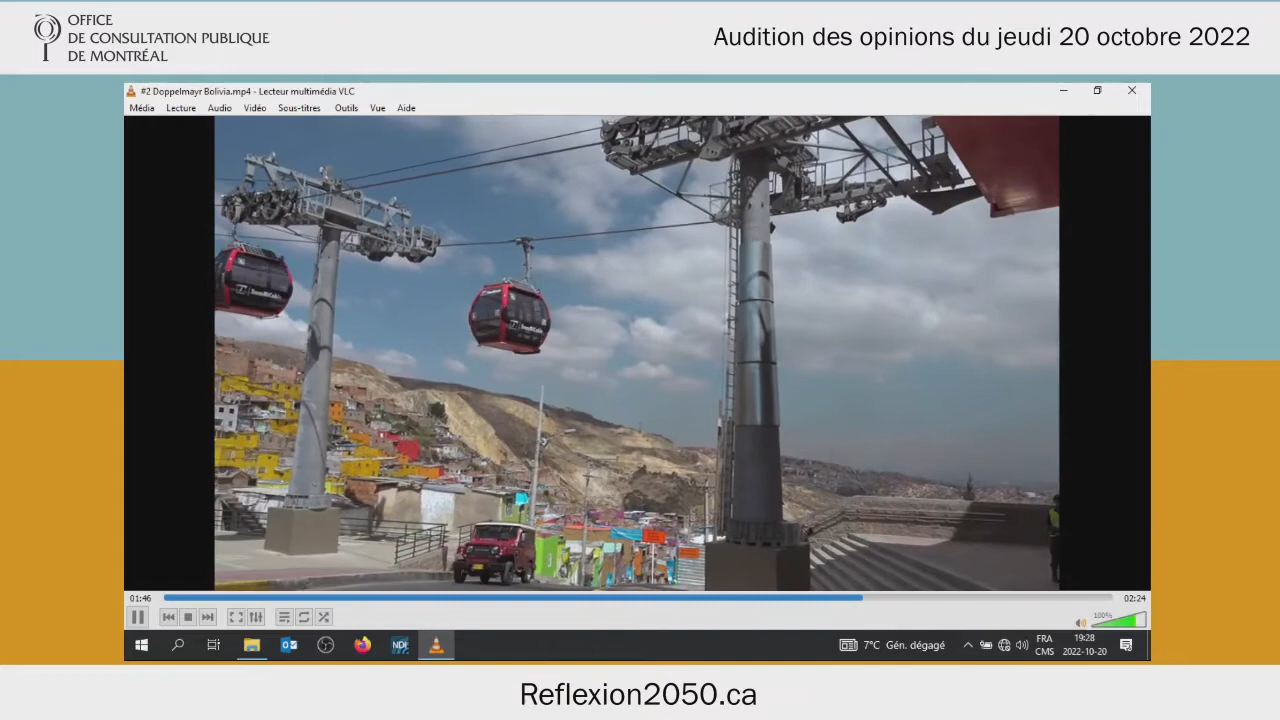 OFFICE
DE CONSULTATION PUBLIQUE
DE MONTRÉAL
Audition des opinions du jeudi 20 octobre 2022
#2 Doppelmayr Bolivia.mp4 - Lecteur multimédia VLC
Média Lecture Audio Vidéo Sous-titres Outils Vue Aide
01:46
02:24
100%
7°C Gén. dégagé
FRA
CMS
19:28
2022-10-20
Reflexion2050.ca